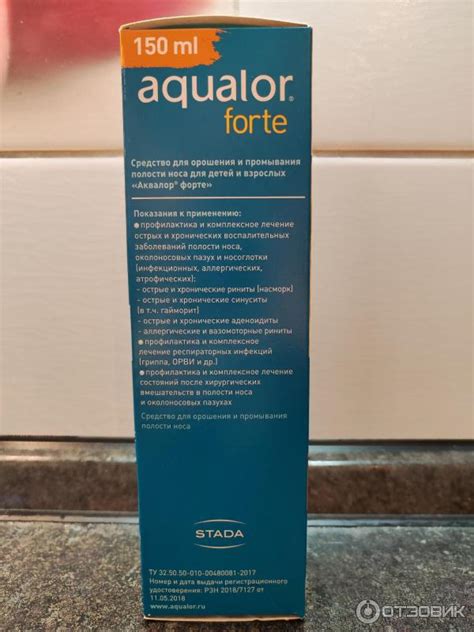 150 ml
aqualor®
forte
Средство для орошения и промывания
полости носа для детей и взрослых
«Аквалор® форте»
Показания к применению:
• профилактика и комплексное лечение
острых и хронических воспалительных
заболеваний полости носа,
околоносовых пазух и носоглотки
(инфекционных, аллергических,
атрофических):
- острые и хронические риниты [насморк]
- острые и хронические синуситы
[в т.ч. гайморит]
- острые и хронические аденоидиты
- аллергические и вазомоторные риниты
• профилактика и комплексное
лечение респираторных инфекций
(гриппа, ОРВИ и др.)
• профилактика и комплексное лечение
состояний после хирургических
вмешательств в полости носа
и околоносовых пазухах
Средство для орошения и промывания
полости носа
STADA
ТУ 32.50.50-010-00480081-2017
Номер и дата выдачи регистрационного
удостоверения: РЗН 2018/7127 от
11.05.2018
www.aqualor.ru
ОТЗОВИК